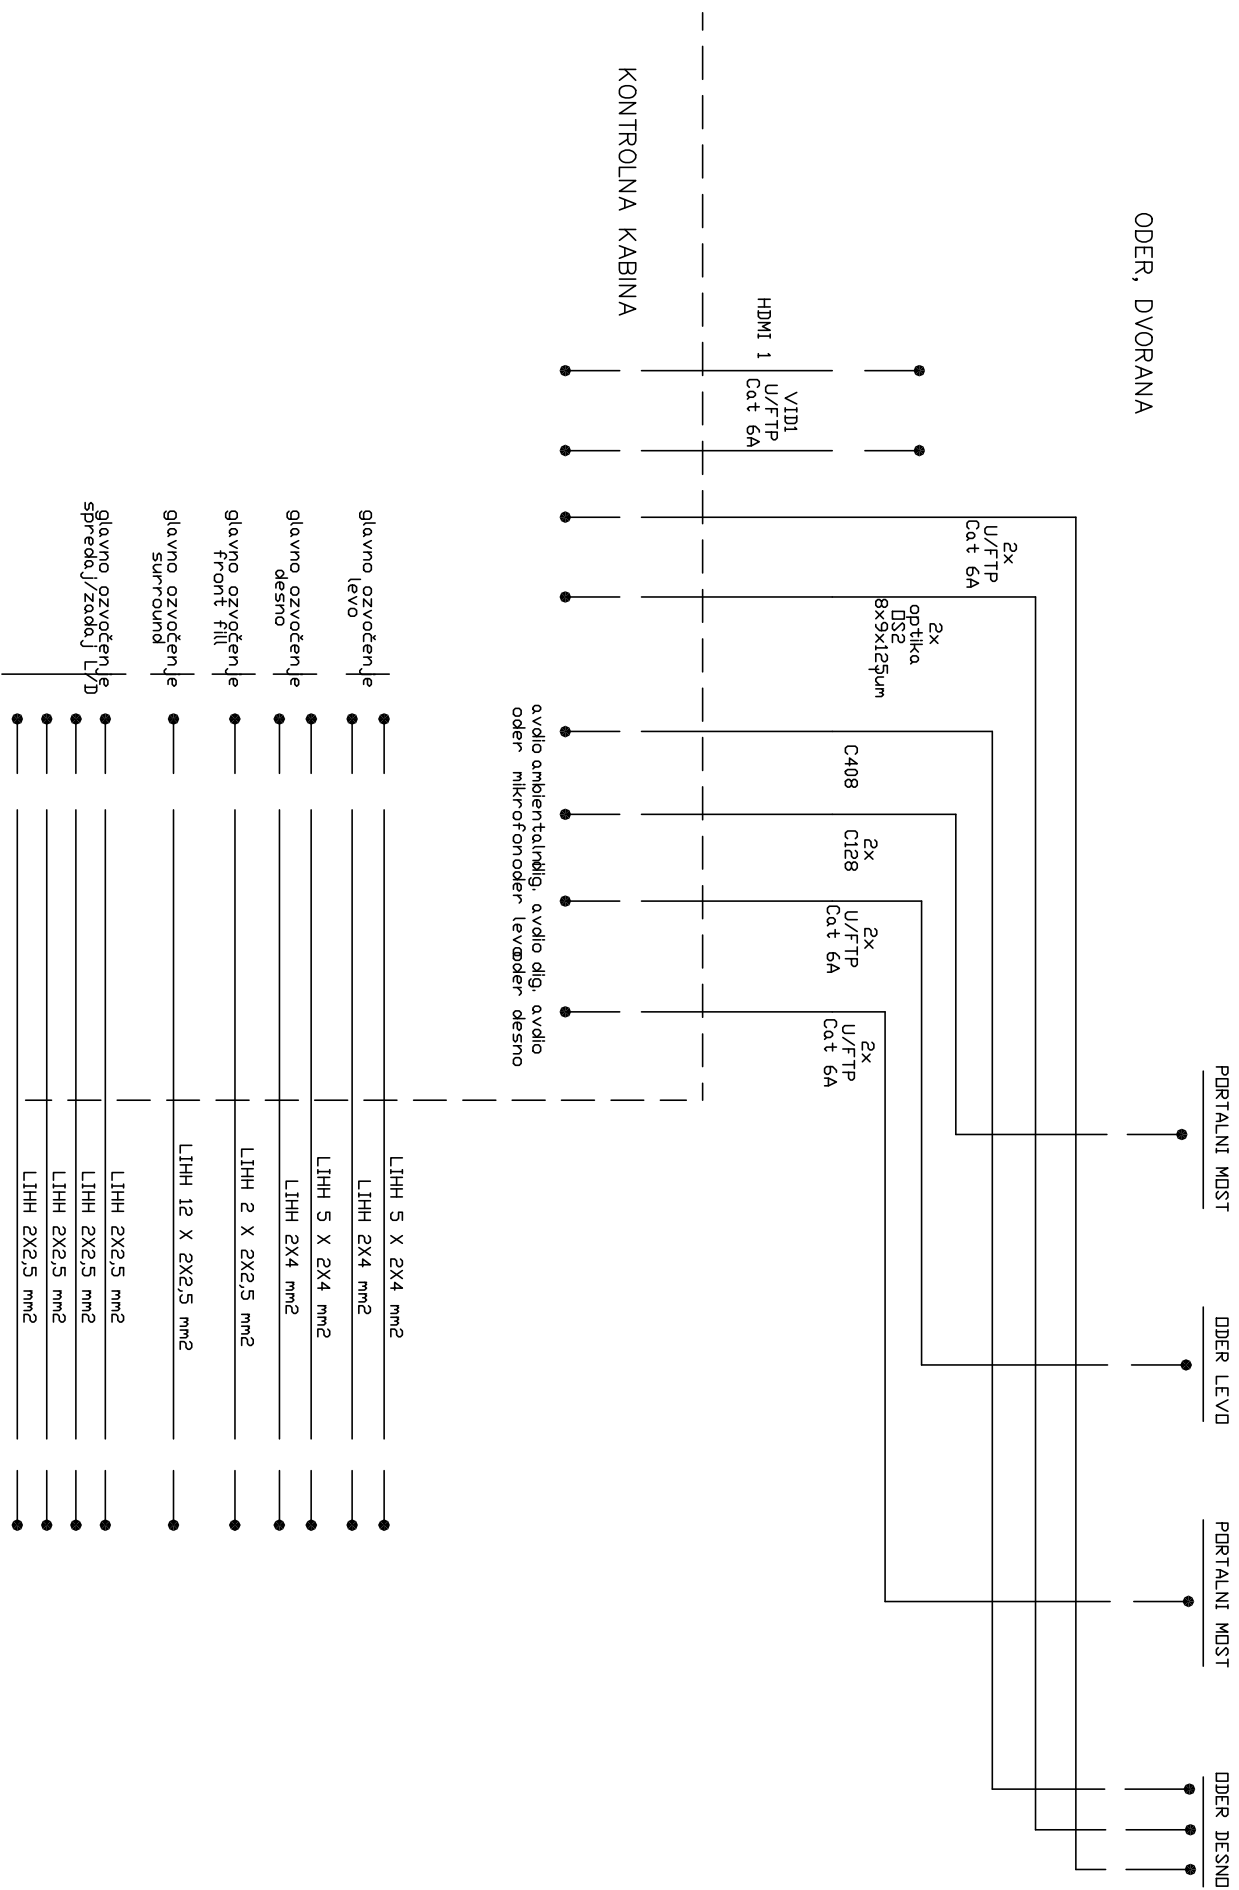 ODER, DVORANA
KONTROLNA KABINA
PORTALNI MOST
ODER LEVO
PORTALNI MOST
ODER DESNO
HDMI 1
VID1
U/FTP
Cat 6A
2x
U/FTP
Cat 6A
2x
optika
OS2
8x9x125µm
C408
2x
C128
2x
U/FTP
Cat 6A
2x
U/FTP
Cat 6A
avdio
oder
ambientalni
mikrofon
dig. avdio
oder levo
dig. avdio
oder desno
glavno ozvočenje
levo
glavno ozvočenje
desno
glavno ozvočenje
front fill
glavno ozvočenje
surround
glavno ozvočenje
spredaj/zadaj L/D
LIHH 5 X 2X4 mm2
LIHH 2X4 mm2
LIHH 5 X 2X4 mm2
LIHH 2X4 mm2
LIHH 2 X 2X2,5 mm2
LIHH 12 X 2X2,5 mm2
LIHH 2X2,5 mm2
LIHH 2X2,5 mm2
LIHH 2X2,5 mm2
LIHH 2X2,5 mm2